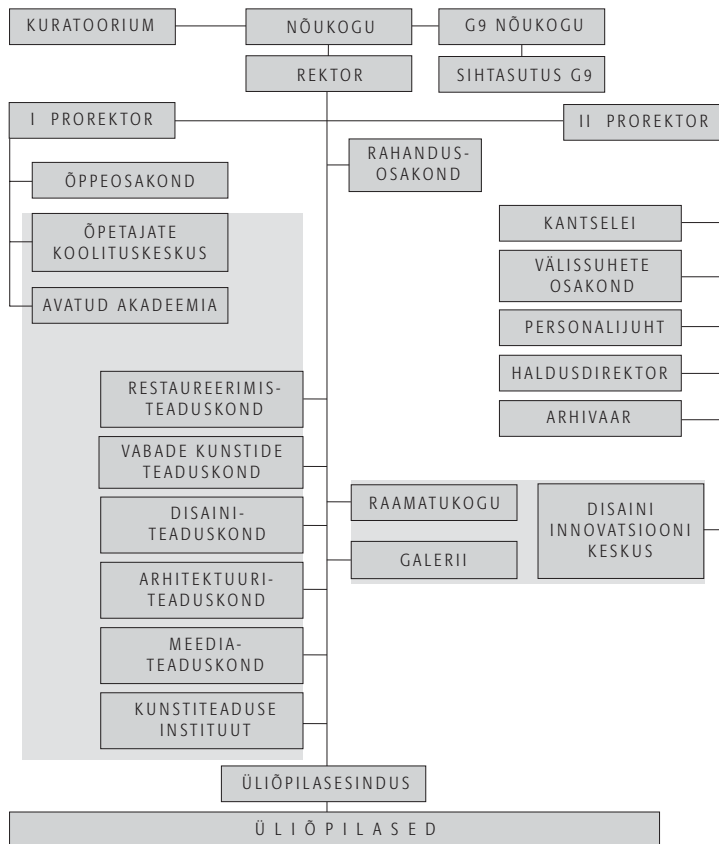 KURATOORIUM
NÕUKOGU
G9 NÕUKOGU
REKTOR
SIHTASUTUS G9
I PROREKTOR
II PROREKTOR
RAHANDUS-
OSAKOND
ÕPPEOSAKOND
ÕPETAJATE
KOOLITUSKESKUS
AVATUD AKADEEMIA
KANTSELEI
VÄLISSUHETE
OSAKOND
PERSONALIJUHT
HALDUSDIREKTOR
ARHIVAAR
RESTAUREERIMIS-
TEADUSKOND
VABADE KUNSTIDE
TEADUSKOND
DISAINI-
TEADUSKOND
ARHITEKTUURI-
TEADUSKOND
MEEDIA-
TEADUSKOND
KUNSTITEADUSE
INSTITUUT
RAAMATUKOGU
GALERII
DISAINI
INNOVATSIOONI
KESKUS
ÜLIÕPILASESINDUS
ÜLIÕPILASED